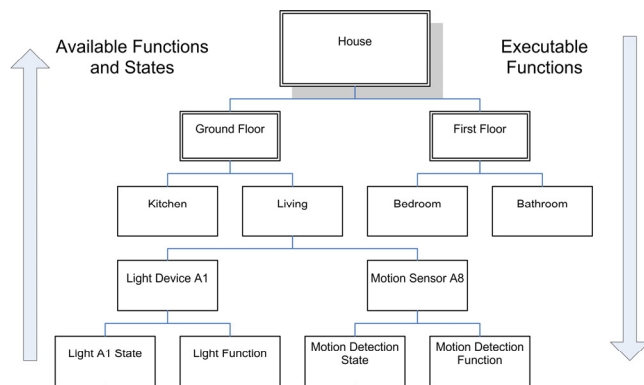 House
Available Functions
and States
Executable
Functions
Ground Floor
First Floor
Kitchen
Living
Bedroom
Bathroom
Light Device A1
Motion Sensor A8
Light A1 State
Light Function
Motion Detection
State
Motion Detection
Function